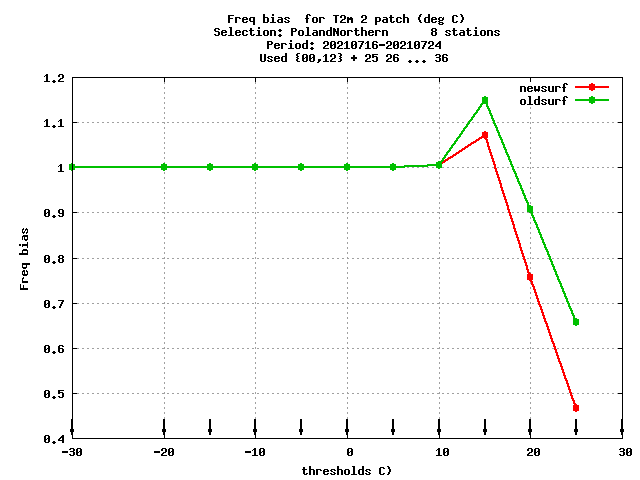 Freq bias  for T2m 2 patch (deg C)
Selection: PolandNorthern      8 stations
Period: 20210716-20210724
Used {00,12} + 25 26 ... 36
newsurf
oldsurf
1.2
1.1
1
0.9
0.8
0.7
0.6
0.5
0.4
Freq bias
-30
-20
-10
0
10
20
30
thresholds C)